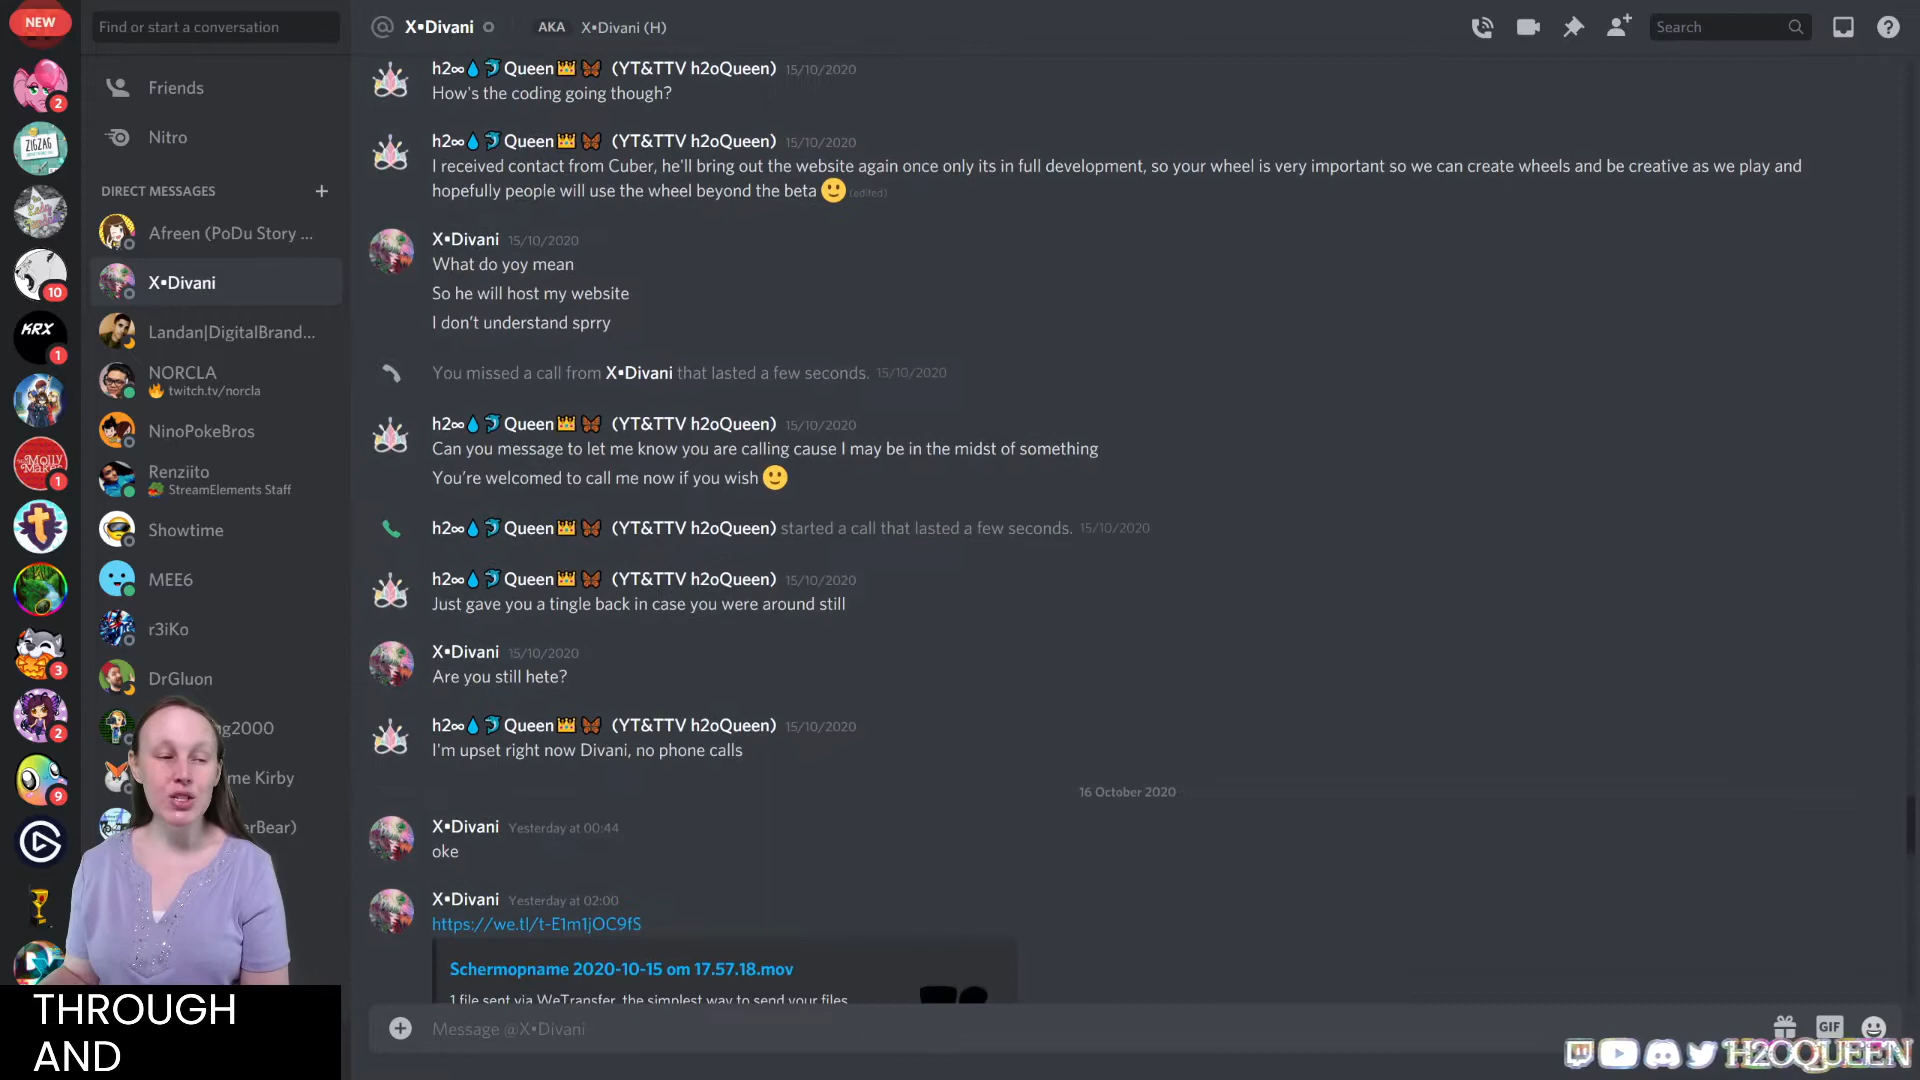 NEW
Find or start a conversation
X▪Divani
AKA
X▪Divani (H)
Search
Friends
Nitro
DIRECT MESSAGES
Afreen (PoDu Story ...
X▪Divani
Landan|DigitalBrand...
NORCLA
twitch.tv/norcla
NinoPokeBros
Renziito
StreamElements Staff
Showtime
MEE6
r3iKo
DrGluon
g2000
me Kirby
erBear)
2
ZIGZAG
10
KRX
1
MOLLY
MAKES
1
3
2
9
h2∞💧🐬Queen👑🦋 (YT&TTV h2oQueen) 15/10/2020
How's the coding going though?
h2∞💧🐬Queen👑🦋 (YT&TTV h2oQueen) 15/10/2020
I received contact from Cuber, he'll bring out the website again once only its in full development, so your wheel is very important so we can create wheels and be creative as we play and
hopefully people will use the wheel beyond the beta 🙂 (edited)
X▪Divani 15/10/2020
What do yoy mean
So he will host my website
I don't understand sprry
You missed a call from X▪Divani that lasted a few seconds. 15/10/2020
h2∞💧🐬Queen👑🦋 (YT&TTV h2oQueen) 15/10/2020
Can you message to let me know you are calling cause I may be in the midst of something
You're welcomed to call me now if you wish 🙂
h2∞💧🐬Queen👑🦋 (YT&TTV h2oQueen) started a call that lasted a few seconds. 15/10/2020
h2∞💧🐬Queen👑🦋 (YT&TTV h2oQueen) 15/10/2020
Just gave you a tingle back in case you were around still
X▪Divani 15/10/2020
Are you still hete?
h2∞💧🐬Queen👑🦋 (YT&TTV h2oQueen) 15/10/2020
I'm upset right now Divani, no phone calls
16 October 2020
X▪Divani Yesterday at 00:44
oke
X▪Divani Yesterday at 02:00
https://we.tl/t-E1m1jOC9fS
Schermopname 2020-10-15 om 17.57.18.mov
1 file sent via WeTransfer, the simplest way to send your files
Message @X▪Divani
GIF
THROUGH
AND
H2OQUEEN